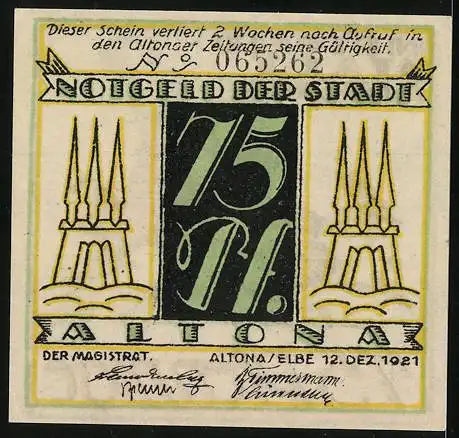 Dieser Schein verliert 2 Wochen nach Aufruf in
den Altonaer Zeitungen seine Gültigkeit.
No 065262
NOTGELD DER STADT
75
Pf.
ALTONA
DER MAGISTRAT. ALTONA/ELBE 12. DEZ. 1921